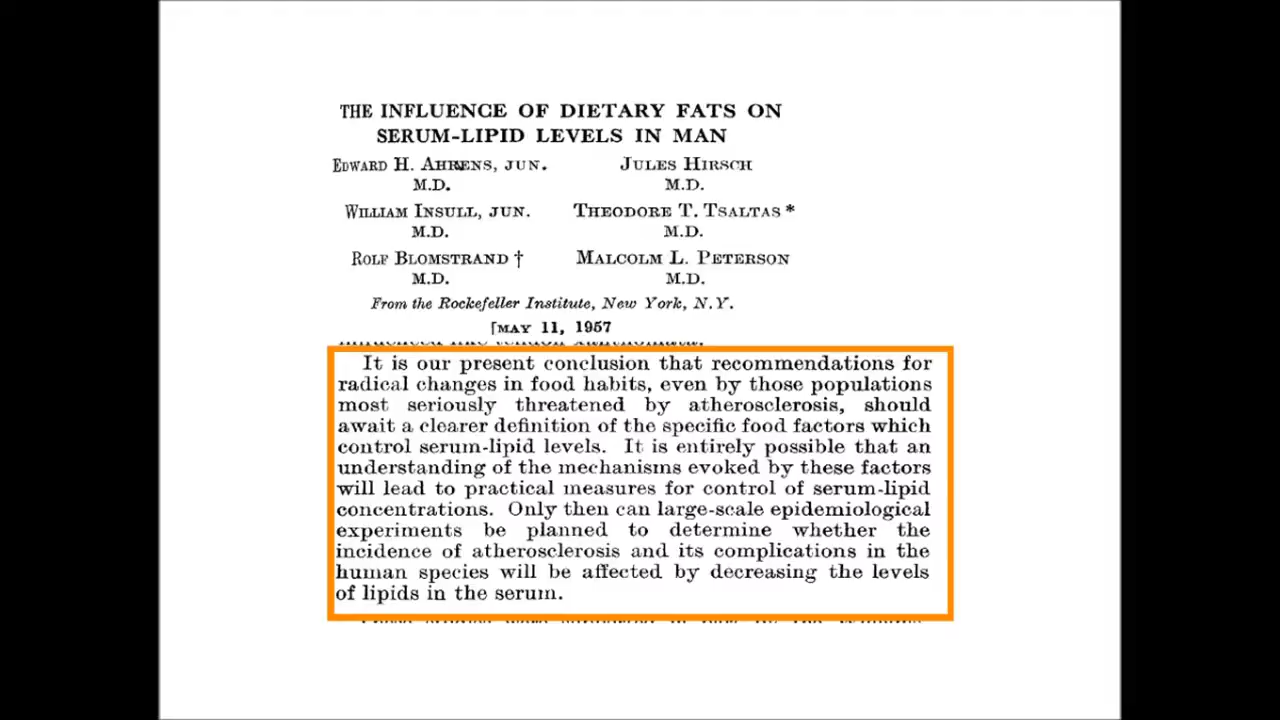 THE INFLUENCE OF DIETARY FATS ON
SERUM-LIPID LEVELS IN MAN
EDWARD H. AHRENS, JUN. JULES HIRSCH
M.D. M.D.
WILLIAM INSULL, JUN. THEODORE T. TSALTAS *
M.D. M.D.
ROLF BLOMSTRAND † MALCOLM L. PETERSON
M.D. M.D.
From the Rockefeller Institute, New York, N.Y.
[MAY 11, 1957
It is our present conclusion that recommendations for
radical changes in food habits, even by those populations
most seriously threatened by atherosclerosis, should
await a clearer definition of the specific food factors which
control serum-lipid levels. It is entirely possible that an
understanding of the mechanisms evoked by these factors
will lead to practical measures for control of serum-lipid
concentrations. Only then can large-scale epidemiological
experiments be planned to determine whether the
incidence of atherosclerosis and its complications in the
human species will be affected by decreasing the levels
of lipids in the serum.